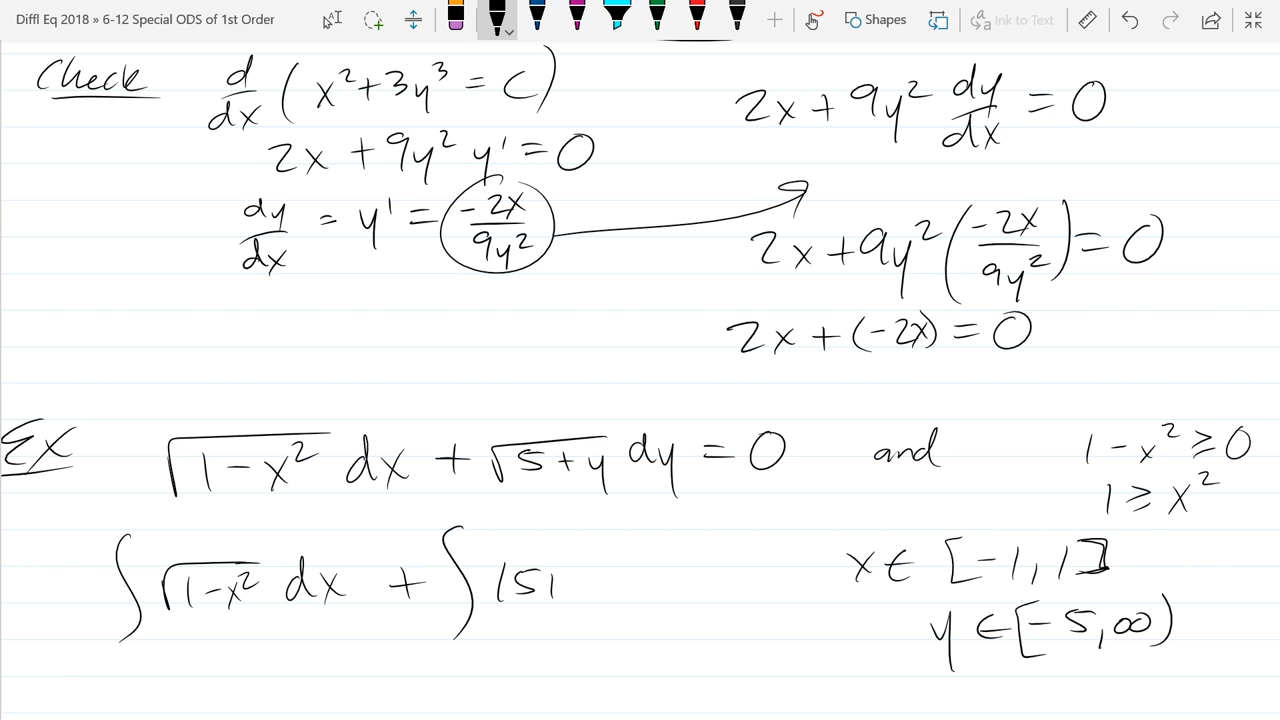 Diffl Eq 2018 » 6-12 Special ODS of 1st Order
Shapes
Ink to Text
Check
d/dx (x² + 3y³ = C)
2x + 9y² y' = 0
dy/dx = y' = -2x/9y²
2x + 9y² dy/dx = 0
2x + 9y² (-2x/9y²) = 0
2x + (-2x) = 0
Ex
√(1-x²) dx + √(5+y) dy = 0 and
1 - x² ≥ 0
1 ≥ x²
∫ √(1-x²) dx + ∫
x ∈ [-1, 1]
y ∈ [-5, ∞)